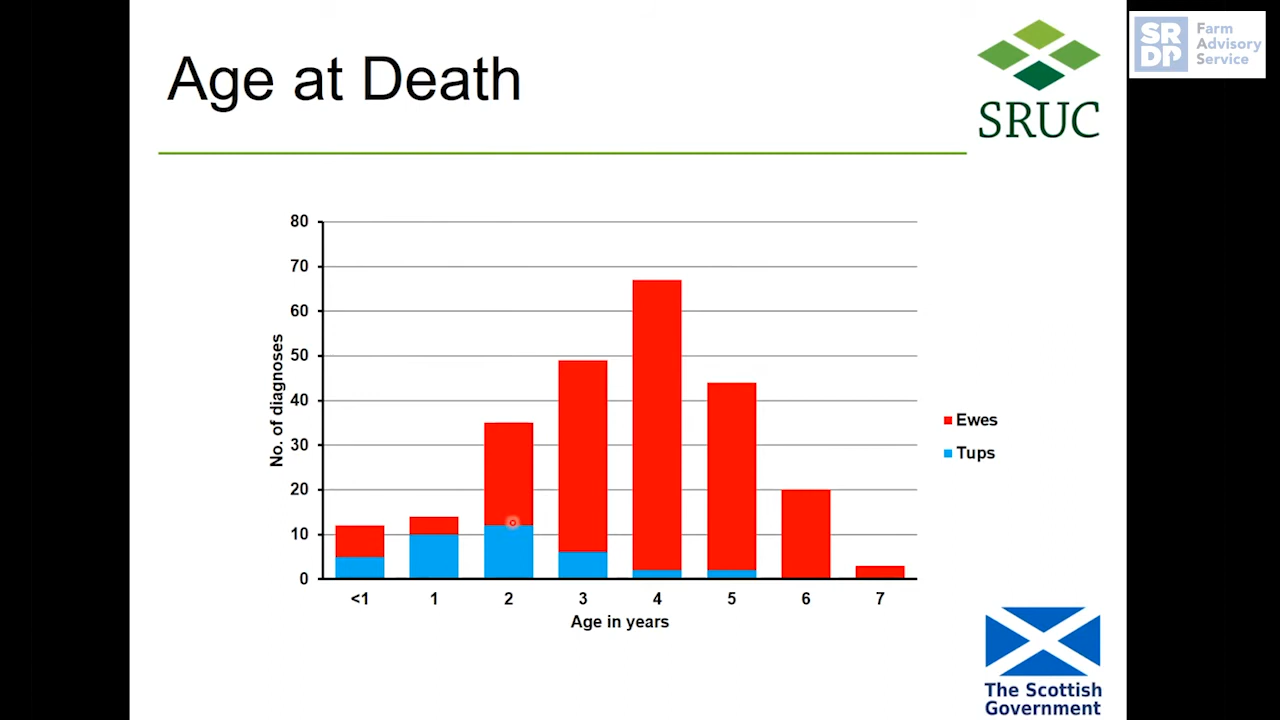 Age at Death
SRUC
SRDP
Farm
Advisory
Service
80
70
60
50
40
30
20
10
0
No. of diagnoses
<1 1 2 3 4 5 6 7
Age in years
Ewes
Tups
The Scottish
Government